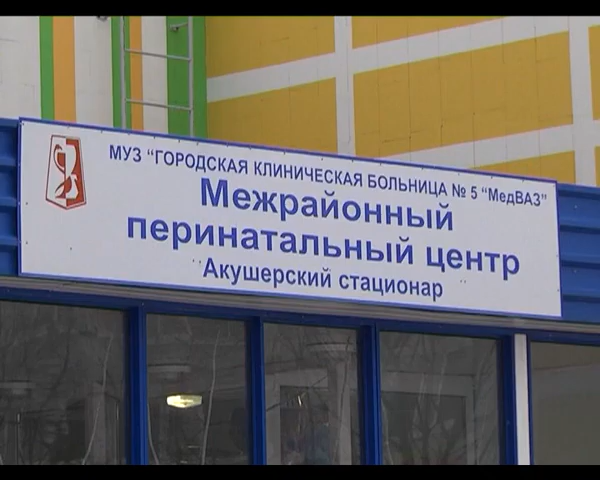 МУЗ "ГОРОДСКАЯ КЛИНИЧЕСКАЯ БОЛЬНИЦА № 5 "МедВАЗ"
Межрайонный
перинатальный центр
Акушерский стационар